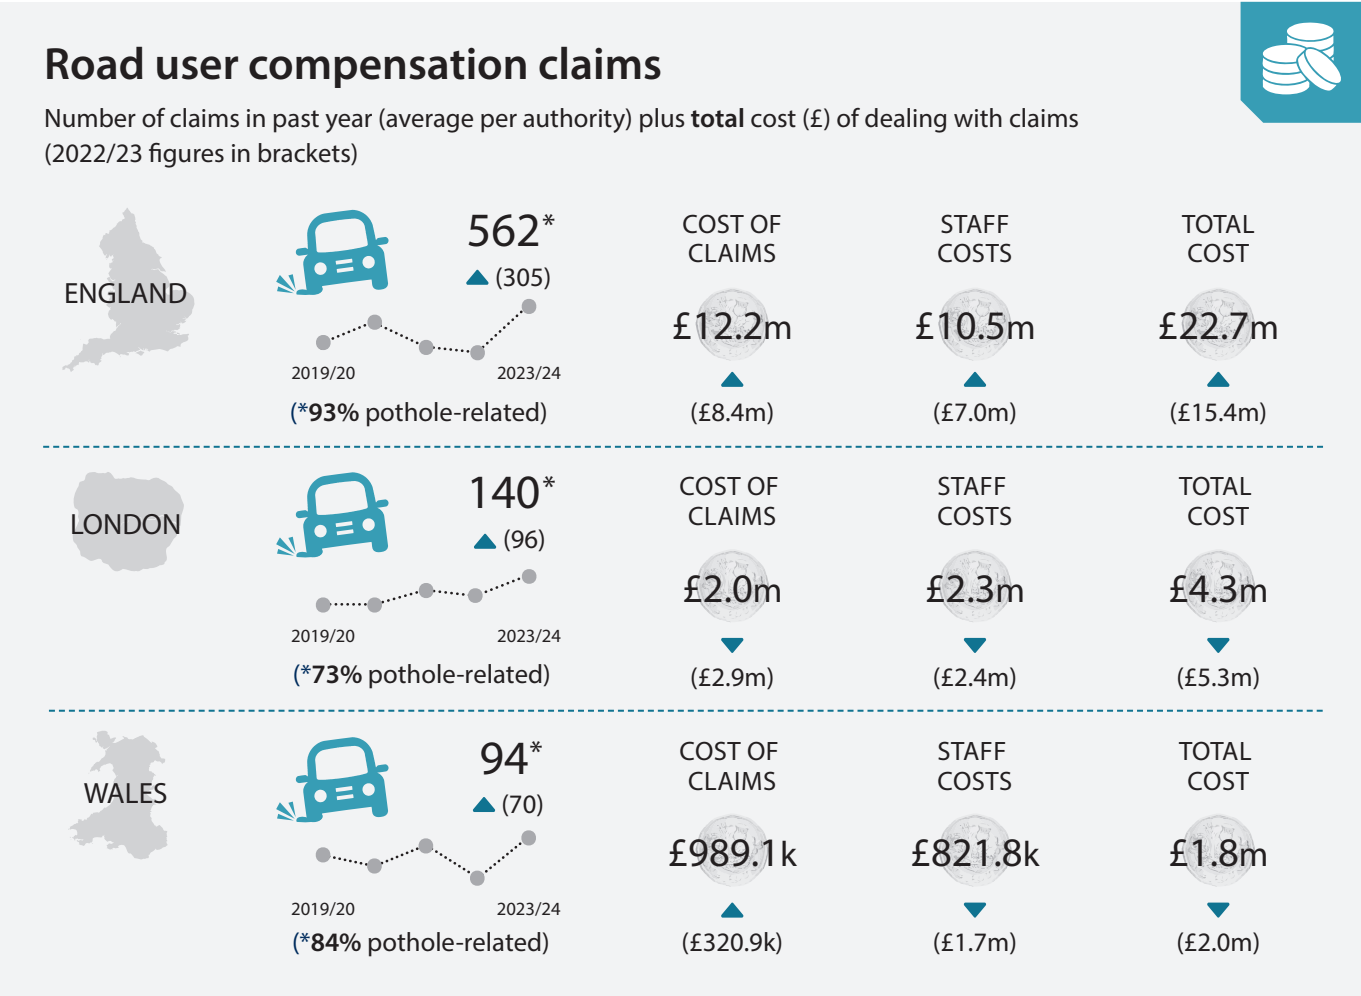 Road user compensation claims
Number of claims in past year (average per authority) plus total cost (£) of dealing with claims
(2022/23 figures in brackets)
ENGLAND
562*
(305)
2019/20
2023/24
(*93% pothole-related)
COST OF
CLAIMS
£12.2m
(£8.4m)
STAFF
COSTS
£10.5m
(£7.0m)
TOTAL
COST
£22.7m
(£15.4m)
LONDON
140*
(96)
2019/20
2023/24
(*73% pothole-related)
COST OF
CLAIMS
£2.0m
(£2.9m)
STAFF
COSTS
£2.3m
(£2.4m)
TOTAL
COST
£4.3m
(£5.3m)
WALES
94*
(70)
2019/20
2023/24
(*84% pothole-related)
COST OF
CLAIMS
£989.1k
(£320.9k)
STAFF
COSTS
£821.8k
(£1.7m)
TOTAL
COST
£1.8m
(£2.0m)